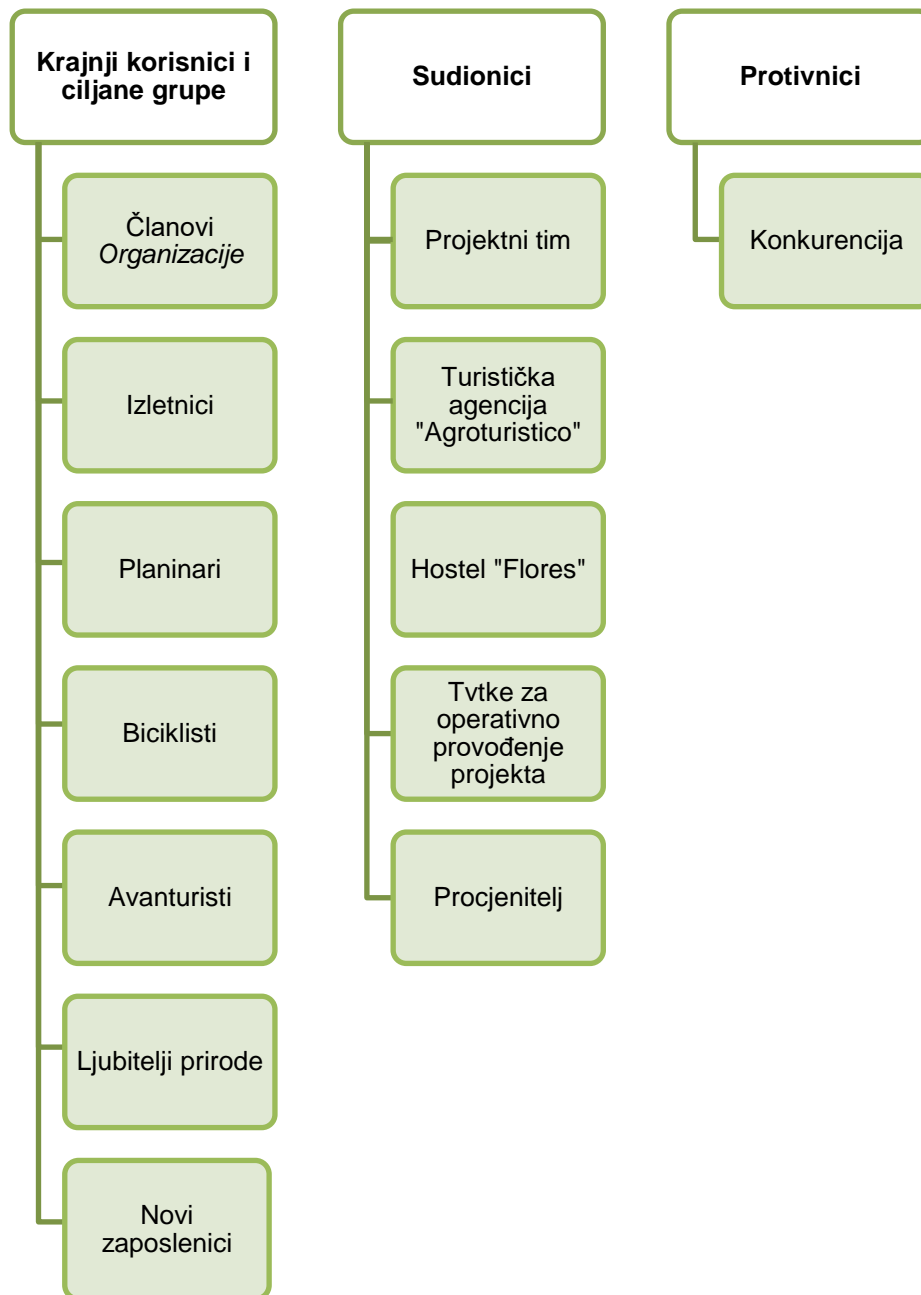 Krajnji korisnici i
ciljane grupe
Članovi
Organizacije
Izletnici
Planinari
Biciklisti
Avanturisti
Ljubitelji prirode
Novi
zaposlenici
Sudionici
Projektni tim
Turistička
agencija
"Agroturistico"
Hostel "Flores"
Tvtke za
operativno
provođenje
projekta
Procjenitelj
Protivnici
Konkurencija